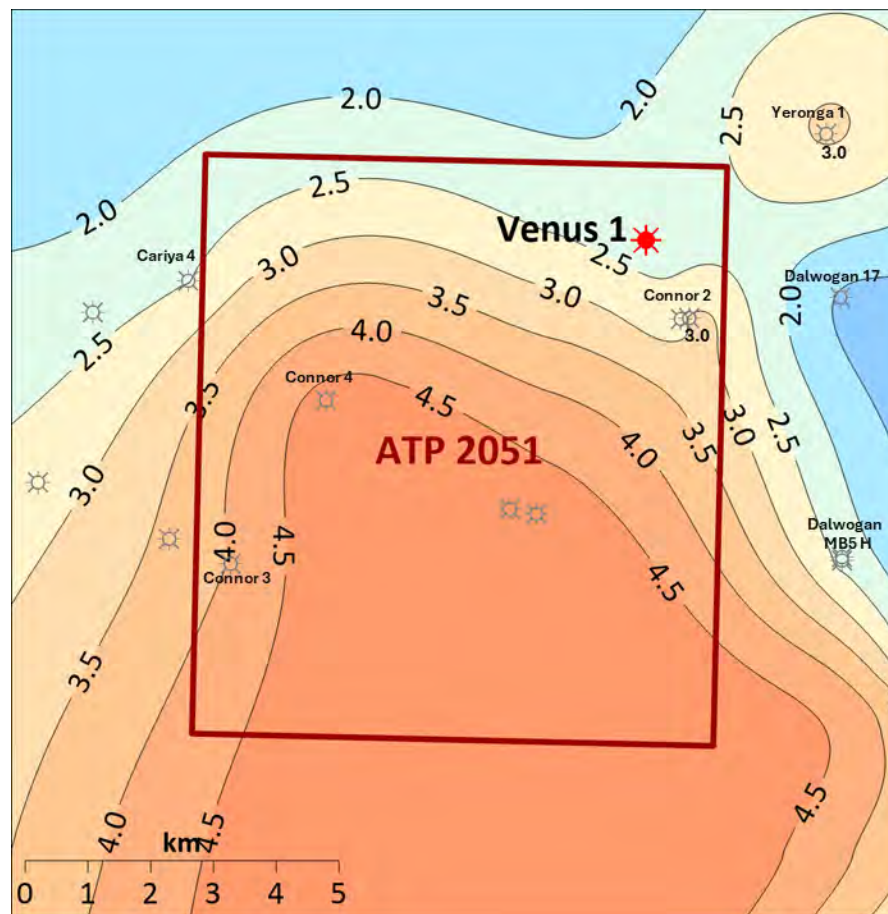 2.0
2.0
2.5
Yeronga 1
3.0
2.5
2.0
Venus 1
Cariya 4
2.5
3.0
3.0
Connor 2
3.0
Dalwogan 17
2.0
3.5
4.0
2.5
Connor 4
3.5
4.5
ATP 2051
4.0
3.5
3.0
2.5
3.0
4.0
4.5
Dalwogan
MB5 H
Connor 3
4.5
3.5
4.0
4.5
4.5
km
0 1 2 3 4 5